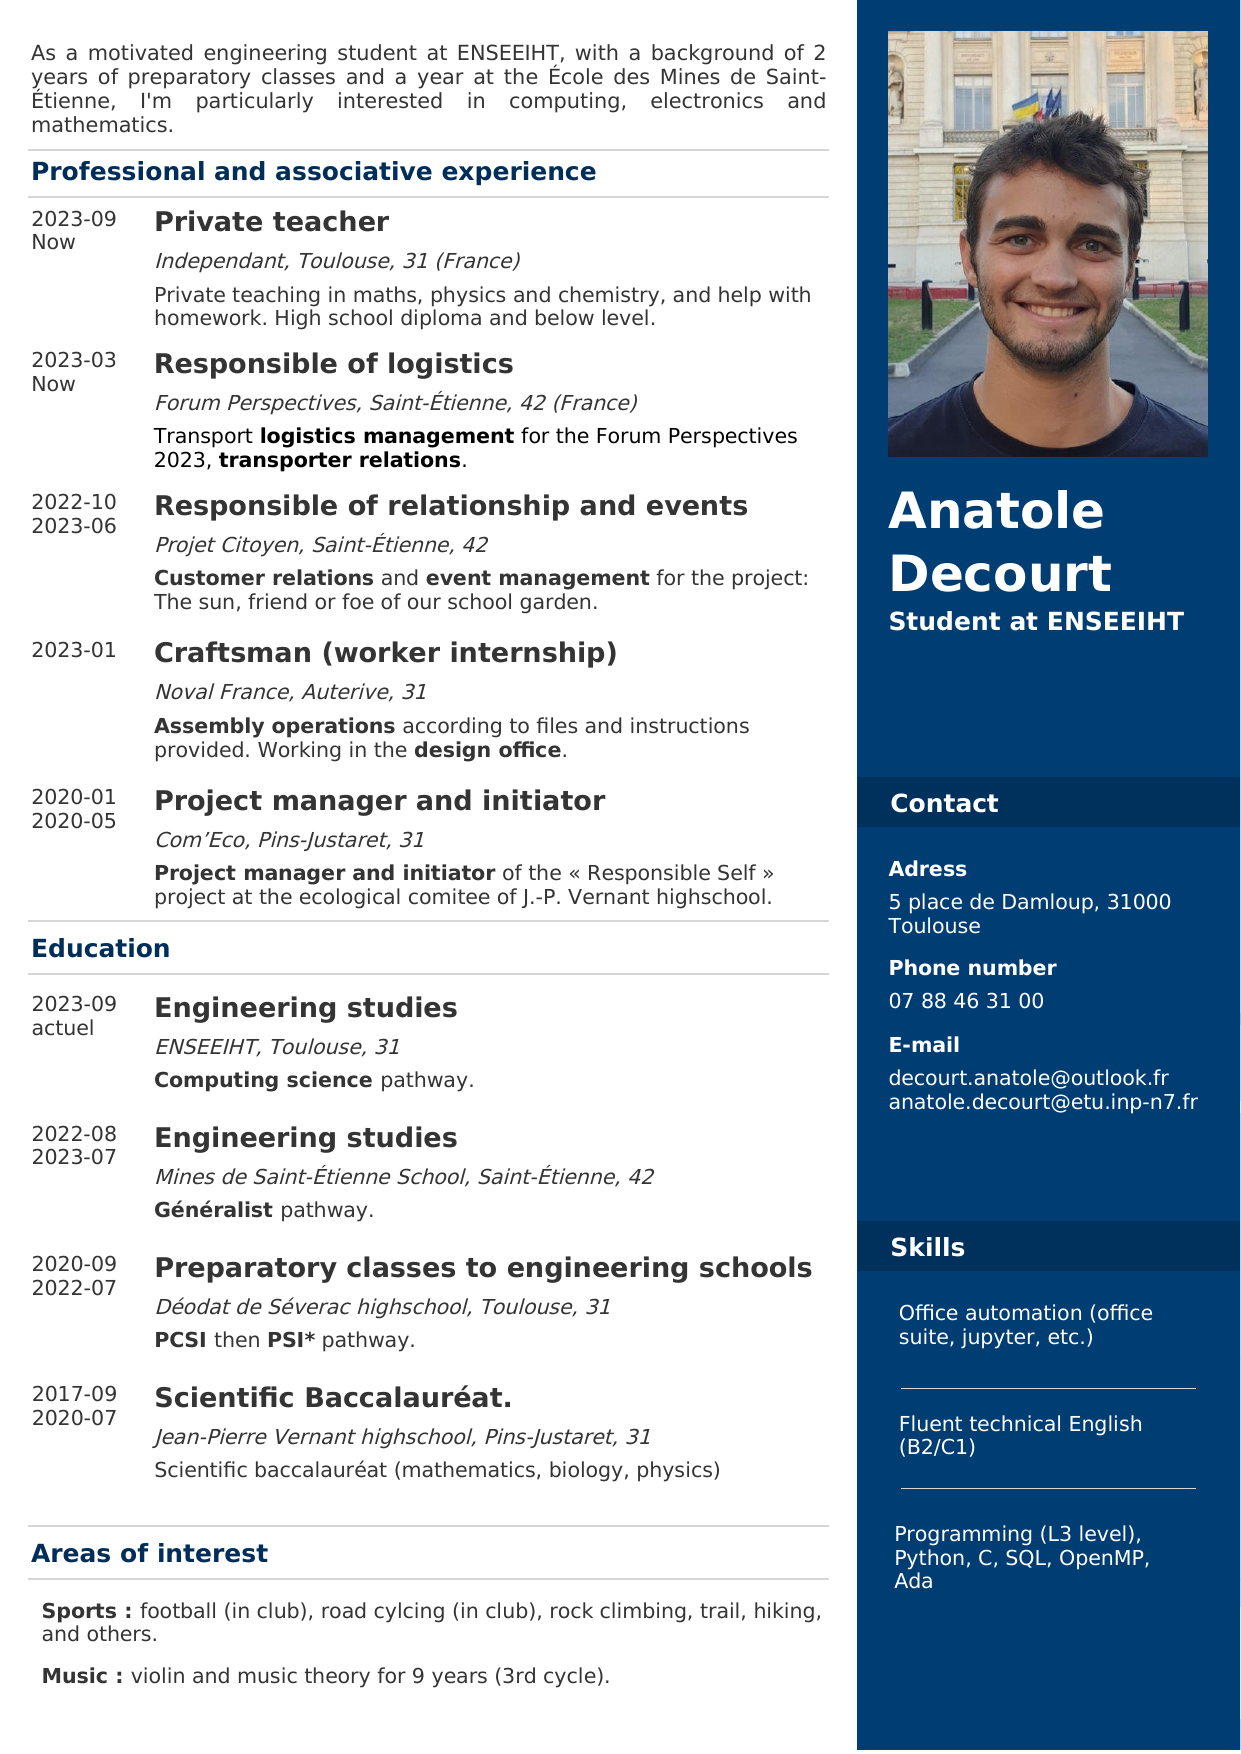 As a motivated engineering student at ENSEEIHT, with a background of 2
years of preparatory classes and a year at the École des Mines de Saint-
Étienne, I'm particularly interested in computing, electronics and
mathematics.
Professional and associative experience
2023-09
Now
Private teacher
Independant, Toulouse, 31 (France)
Private teaching in maths, physics and chemistry, and help with
homework. High school diploma and below level.
2023-03
Now
Responsible of logistics
Forum Perspectives, Saint-Étienne, 42 (France)
Transport logistics management for the Forum Perspectives
2023, transporter relations.
2022-10
2023-06
Responsible of relationship and events
Projet Citoyen, Saint-Étienne, 42
Customer relations and event management for the project:
The sun, friend or foe of our school garden.
2023-01
Craftsman (worker internship)
Noval France, Auterive, 31
Assembly operations according to files and instructions
provided. Working in the design office.
2020-01
2020-05
Project manager and initiator
Com’Eco, Pins-Justaret, 31
Project manager and initiator of the « Responsible Self »
project at the ecological comitee of J.-P. Vernant highschool.
Education
2023-09
actuel
Engineering studies
ENSEEIHT, Toulouse, 31
Computing science pathway.
2022-08
2023-07
Engineering studies
Mines de Saint-Étienne School, Saint-Étienne, 42
Généralist pathway.
2020-09
2022-07
Preparatory classes to engineering schools
Déodat de Séverac highschool, Toulouse, 31
PCSI then PSI* pathway.
2017-09
2020-07
Scientific Baccalauréat.
Jean-Pierre Vernant highschool, Pins-Justaret, 31
Scientific baccalauréat (mathematics, biology, physics)
Areas of interest
Sports : football (in club), road cylcing (in club), rock climbing, trail, hiking,
and others.
Music : violin and music theory for 9 years (3rd cycle).
Anatole
Decourt
Student at ENSEEIHT
Contact
Adress
5 place de Damloup, 31000
Toulouse
Phone number
07 88 46 31 00
E-mail
decourt.anatole@outlook.fr
anatole.decourt@etu.inp-n7.fr
Skills
Office automation (office
suite, jupyter, etc.)
Fluent technical English
(B2/C1)
Programming (L3 level),
Python, C, SQL, OpenMP,
Ada